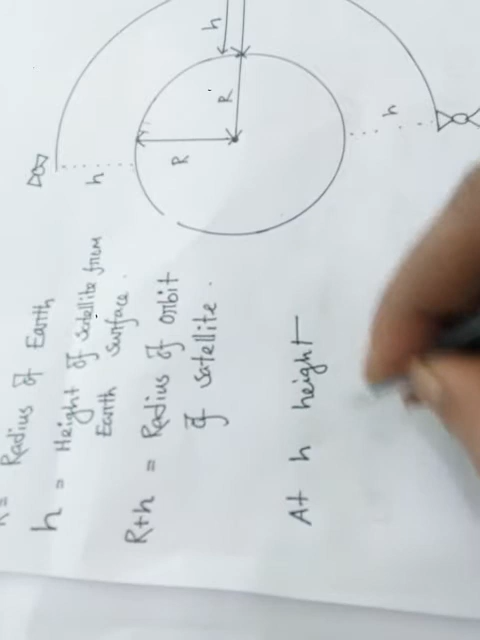 h
R
h
R
h
= Radius of Earth
h = Height of satellite from
Earth surface.
R+h = Radius of orbit
of satellite.
At h height